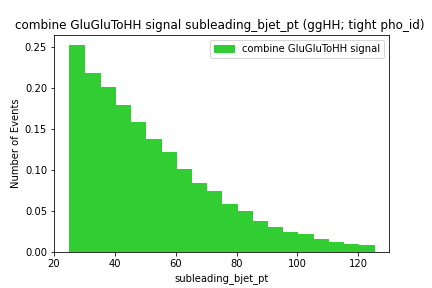 combine GluGluToHH signal subleading_bjet_pt (ggHH; tight pho_id)
combine GluGluToHH signal
Number of Events
0.25
0.20
0.15
0.10
0.05
0.00
20 40 60 80 100 120
subleading_bjet_pt